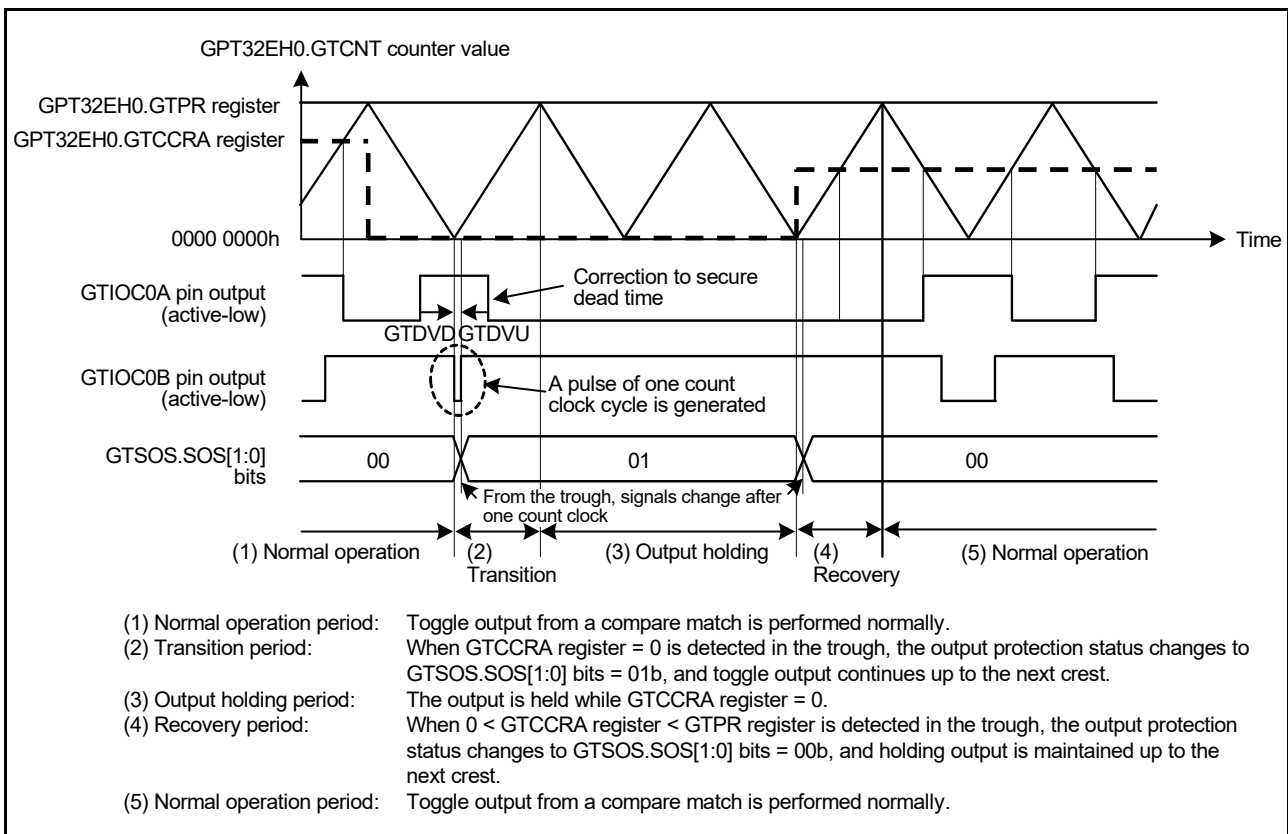 GPT32EH0.GTCNT counter value
GPT32EH0.GTPR register
GPT32EH0.GTCCRA register
0000 0000h
Time
GTIOC0A pin output
(active-low)
Correction to secure
dead time
GTDVD GTDVU
GTIOC0B pin output
(active-low)
A pulse of one count
clock cycle is generated
GTSOS.SOS[1:0]
bits
00
01
00
From the trough, signals change after
one count clock
(1) Normal operation
(2)
Transition
(3) Output holding
(4)
Recovery
(5) Normal operation
(1) Normal operation period: Toggle output from a compare match is performed normally.
(2) Transition period: When GTCCRA register = 0 is detected in the trough, the output protection status changes to
GTSOS.SOS[1:0] bits = 01b, and toggle output continues up to the next crest.
(3) Output holding period: The output is held while GTCCRA register = 0.
(4) Recovery period: When 0 < GTCCRA register < GTPR register is detected in the trough, the output protection
status changes to GTSOS.SOS[1:0] bits = 00b, and holding output is maintained up to the
next crest.
(5) Normal operation period: Toggle output from a compare match is performed normally.